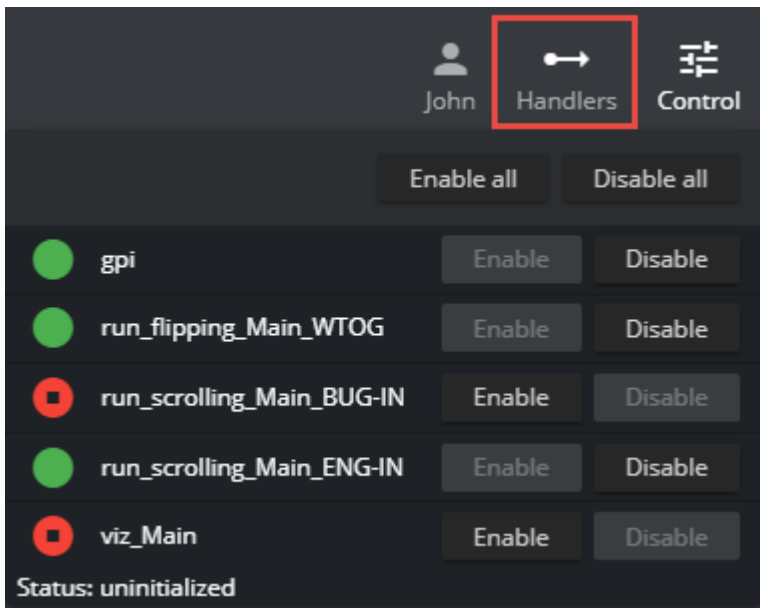 John Handlers Control
Enable all Disable all
gpi Enable Disable
run_flipping_Main_WTOG Enable Disable
run_scrolling_Main_BUG-IN Enable Disable
run_scrolling_Main_ENG-IN Enable Disable
viz_Main Enable Disable
Status: uninitialized